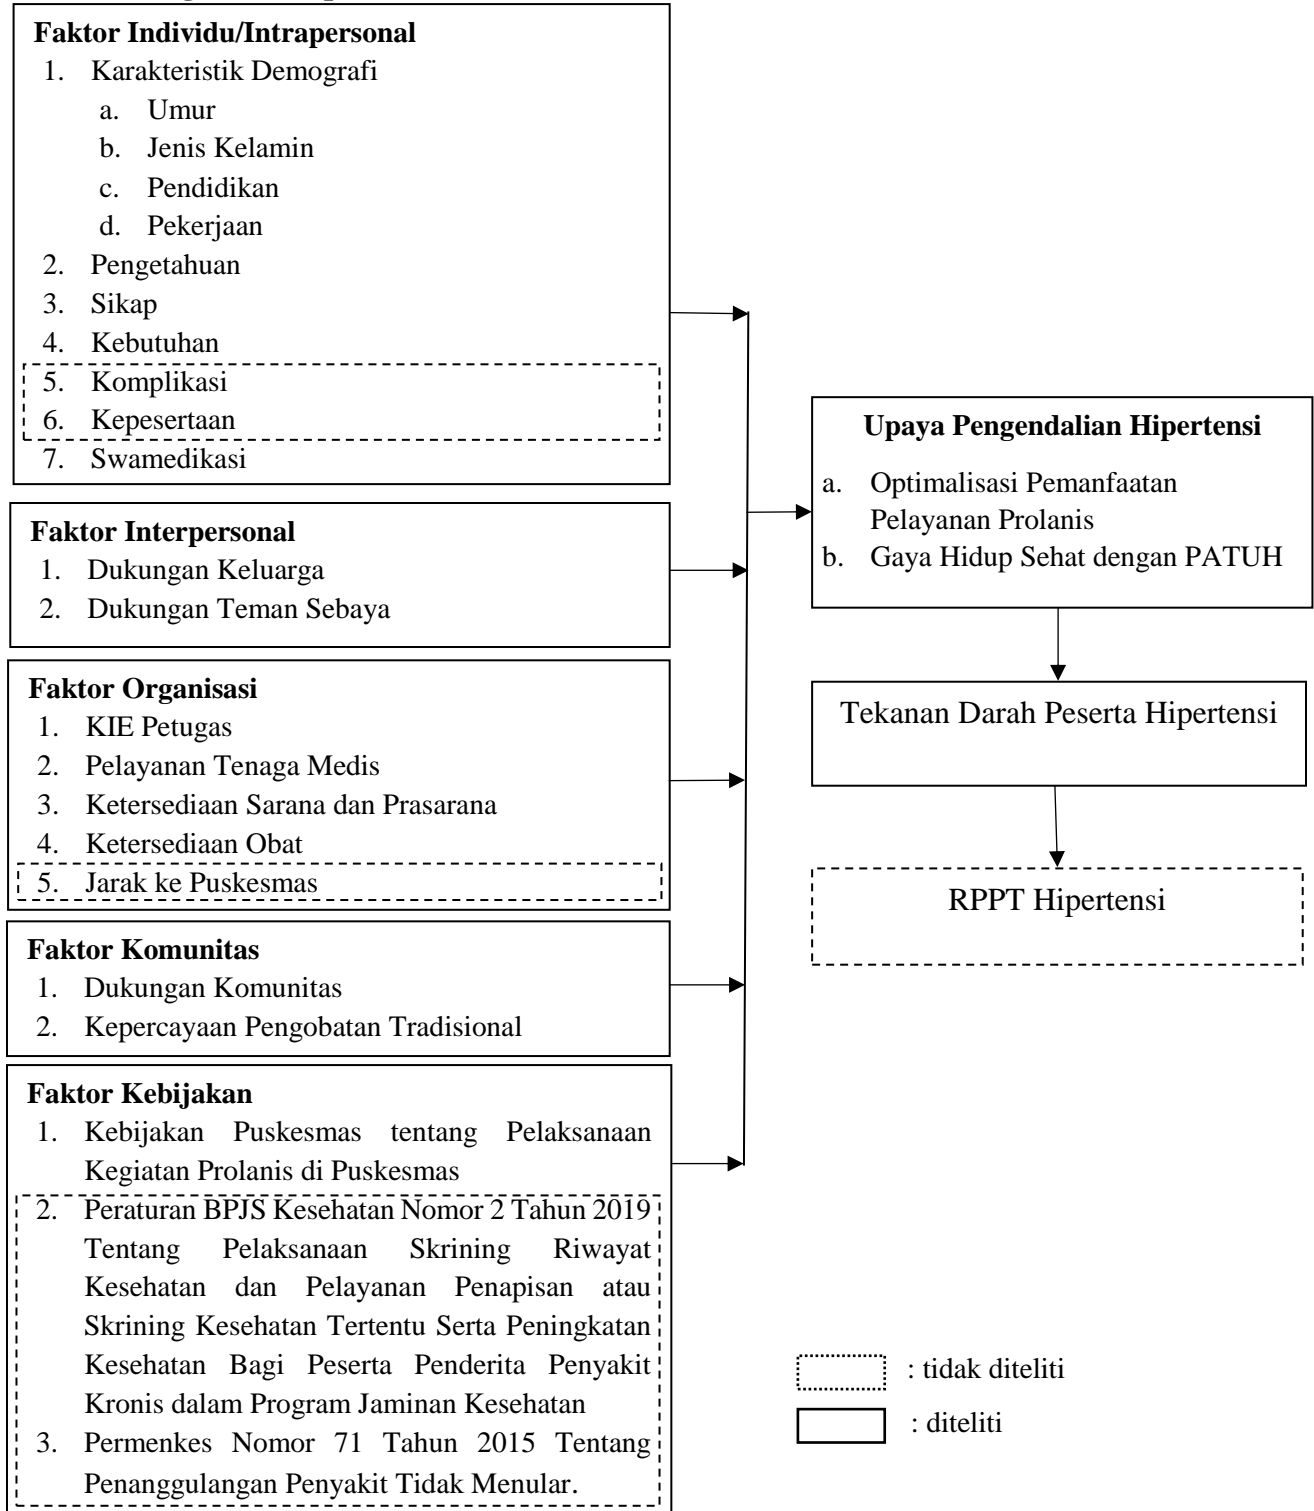 Faktor Individu/Intrapersonal
1. Karakteristik Demografi
a. Umur
b. Jenis Kelamin
c. Pendidikan
d. Pekerjaan
2. Pengetahuan
3. Sikap
4. Kebutuhan
5. Komplikasi
6. Kepesertaan
7. Swamedikasi
Faktor Interpersonal
1. Dukungan Keluarga
2. Dukungan Teman Sebaya
Faktor Organisasi
1. KIE Petugas
2. Pelayanan Tenaga Medis
3. Ketersediaan Sarana dan Prasarana
4. Ketersediaan Obat
5. Jarak ke Puskesmas
Faktor Komunitas
1. Dukungan Komunitas
2. Kepercayaan Pengobatan Tradisional
Faktor Kebijakan
1. Kebijakan Puskesmas tentang Pelaksanaan
Kegiatan Prolanis di Puskesmas
2. Peraturan BPJS Kesehatan Nomor 2 Tahun 2019
Tentang Pelaksanaan Skrining Riwayat
Kesehatan dan Pelayanan Penapisan atau
Skrining Kesehatan Tertentu Serta Peningkatan
Kesehatan Bagi Peserta Penderita Penyakit
Kronis dalam Program Jaminan Kesehatan
3. Permenkes Nomor 71 Tahun 2015 Tentang
Penanggulangan Penyakit Tidak Menular.
Upaya Pengendalian Hipertensi
a. Optimalisasi Pemanfaatan
Pelayanan Prolanis
b. Gaya Hidup Sehat dengan PATUH
Tekanan Darah Peserta Hipertensi
RPPT Hipertensi
: tidak diteliti
: diteliti